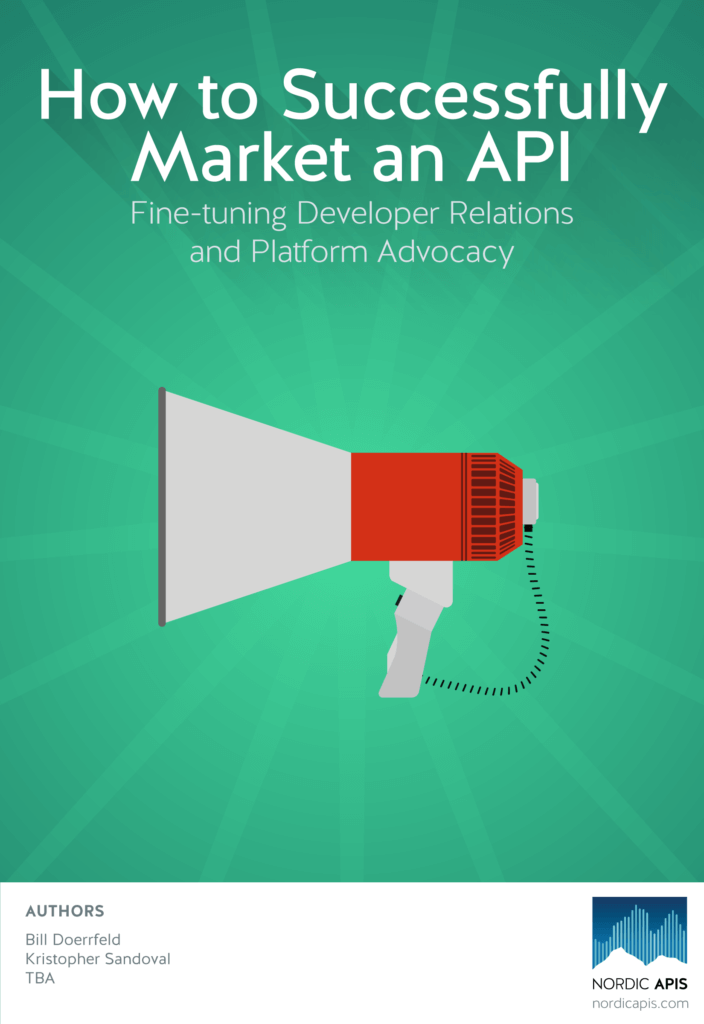 How to Successfully
Market an API
Fine-tuning Developer Relations
and Platform Advocacy
AUTHORS
Bill Doerrfeld
Kristopher Sandoval
TBA
NORDIC APIS
nordicapis.com